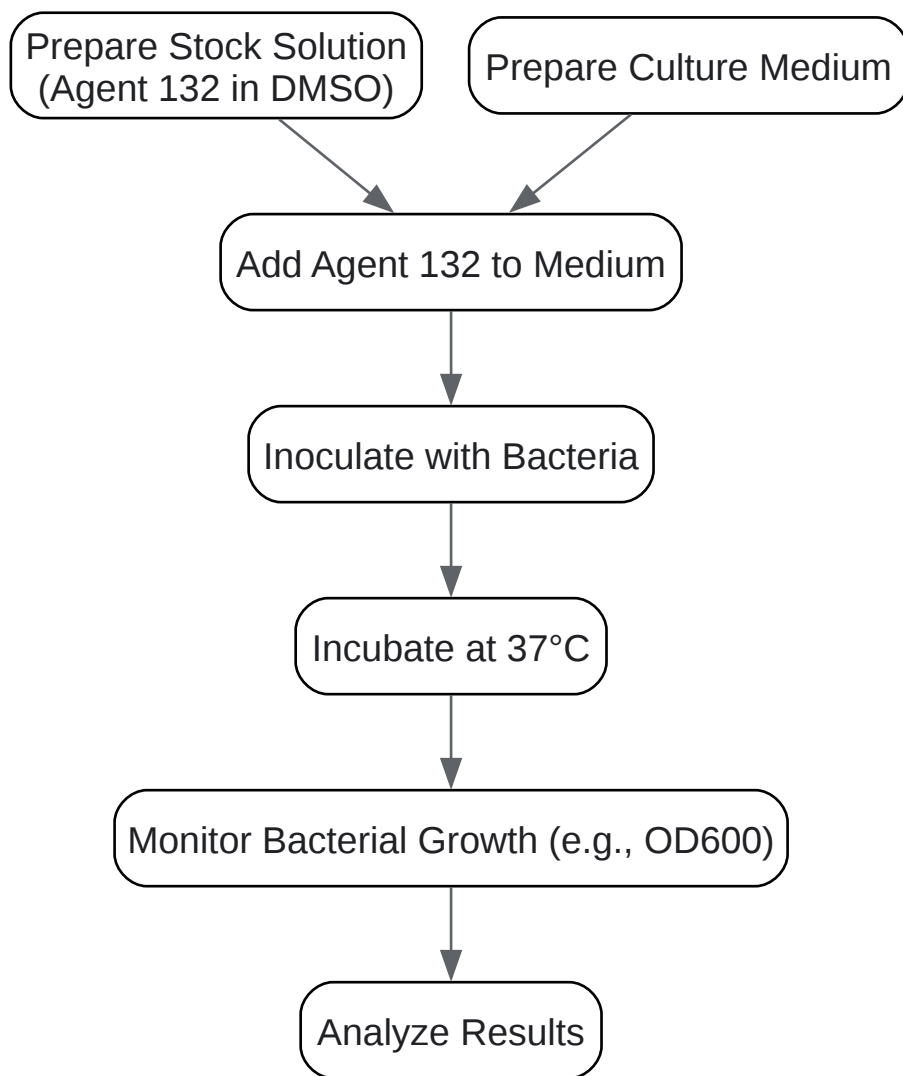 Prepare Stock Solution
(Agent 132 in DMSO)
Prepare Culture Medium
Add Agent 132 to Medium
Inoculate with Bacteria
Incubate at 37°C
Monitor Bacterial Growth (e.g., OD600)
Analyze Results